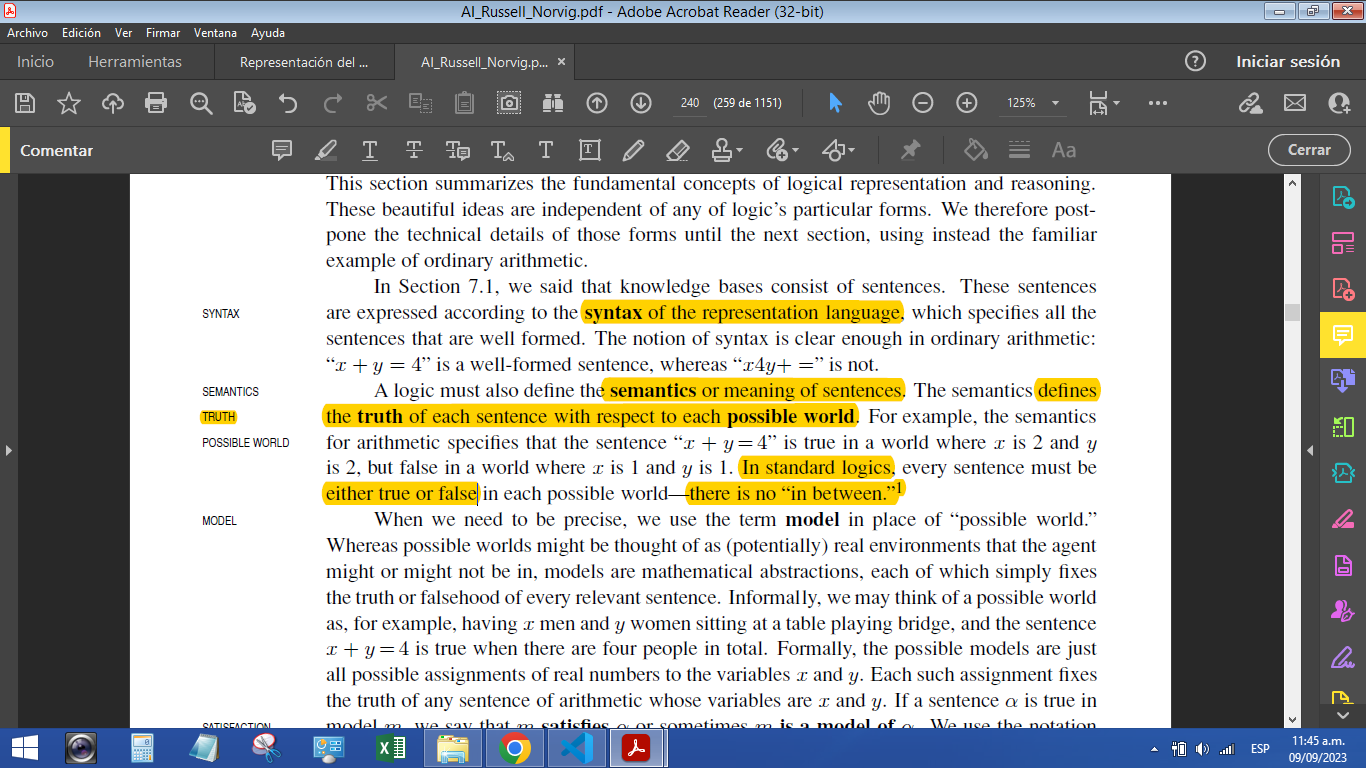 AI_Russell_Norvig.pdf - Adobe Acrobat Reader (32-bit)
Archivo Edición Ver Firmar Ventana Ayuda
Inicio Herramientas Representación del ... AI_Russell_Norvig.p... × Iniciar sesión
240 (259 de 1151) 125%
Comentar Cerrar
This section summarizes the fundamental concepts of logical representation and reasoning.
These beautiful ideas are independent of any of logic's particular forms. We therefore post-
pone the technical details of those forms until the next section, using instead the familiar
example of ordinary arithmetic.
In Section 7.1, we said that knowledge bases consist of sentences. These sentences
SYNTAX are expressed according to the syntax of the representation language, which specifies all the
sentences that are well formed. The notion of syntax is clear enough in ordinary arithmetic:
“x + y = 4” is a well-formed sentence, whereas “x4y+ =” is not.
SEMANTICS A logic must also define the semantics or meaning of sentences. The semantics defines
TRUTH the truth of each sentence with respect to each possible world. For example, the semantics
POSSIBLE WORLD for arithmetic specifies that the sentence “x + y = 4” is true in a world where x is 2 and y
is 2, but false in a world where x is 1 and y is 1. In standard logics, every sentence must be
either true or false in each possible world—there is no “in between.”1
MODEL When we need to be precise, we use the term model in place of “possible world.”
Whereas possible worlds might be thought of as (potentially) real environments that the agent
might or might not be in, models are mathematical abstractions, each of which simply fixes
the truth or falsehood of every relevant sentence. Informally, we may think of a possible world
as, for example, having x men and y women sitting at a table playing bridge, and the sentence
x + y = 4 is true when there are four people in total. Formally, the possible models are just
all possible assignments of real numbers to the variables x and y. Each such assignment fixes
the truth of any sentence of arithmetic whose variables are x and y. If a sentence α is true in
SATISFACTION model m, we say that m satisfies α or sometimes m is a model of α. We use the notation
ESP 11:45 a.m.
09/09/2023